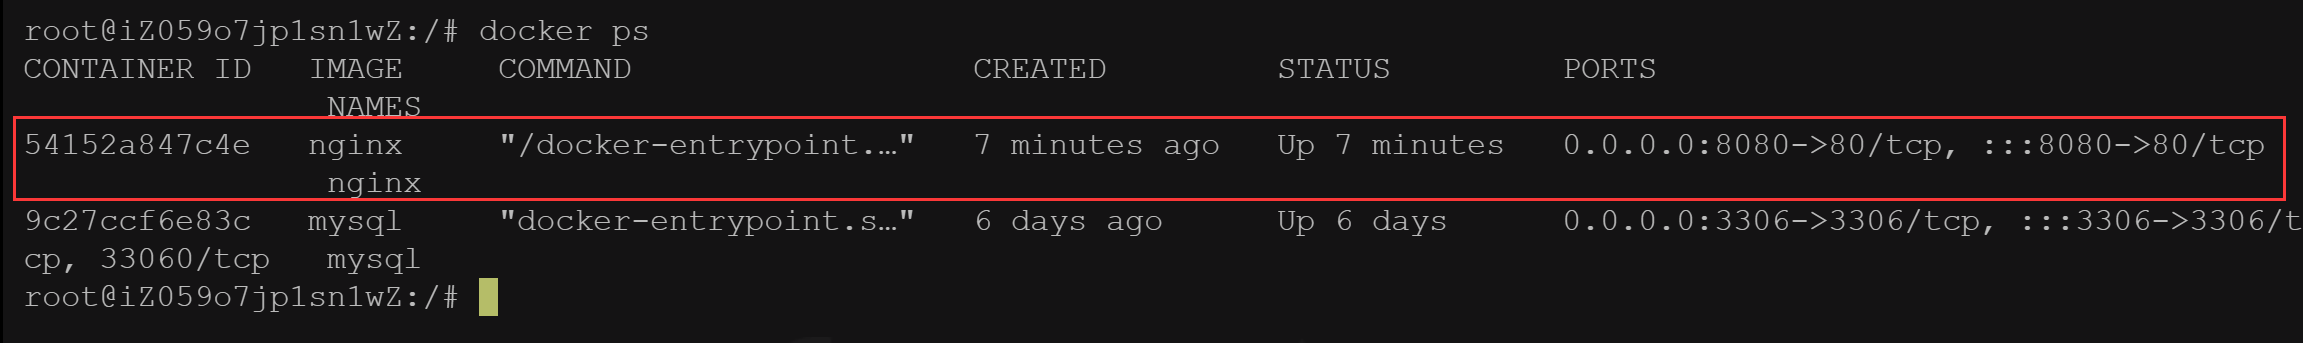 root@iZ059o7jp1sn1wZ:/# docker ps
CONTAINER ID   IMAGE     COMMAND                  CREATED         STATUS         PORTS
                NAMES
54152a847c4e   nginx     "/docker-entrypoint.…"   7 minutes ago   Up 7 minutes   0.0.0.0:8080->80/tcp, :::8080->80/tcp
                nginx
9c27ccf6e83c   mysql     "docker-entrypoint.s…"   6 days ago      Up 6 days      0.0.0.0:3306->3306/tcp, :::3306->3306/t
cp, 33060/tcp   mysql
root@iZ059o7jp1sn1wZ:/#